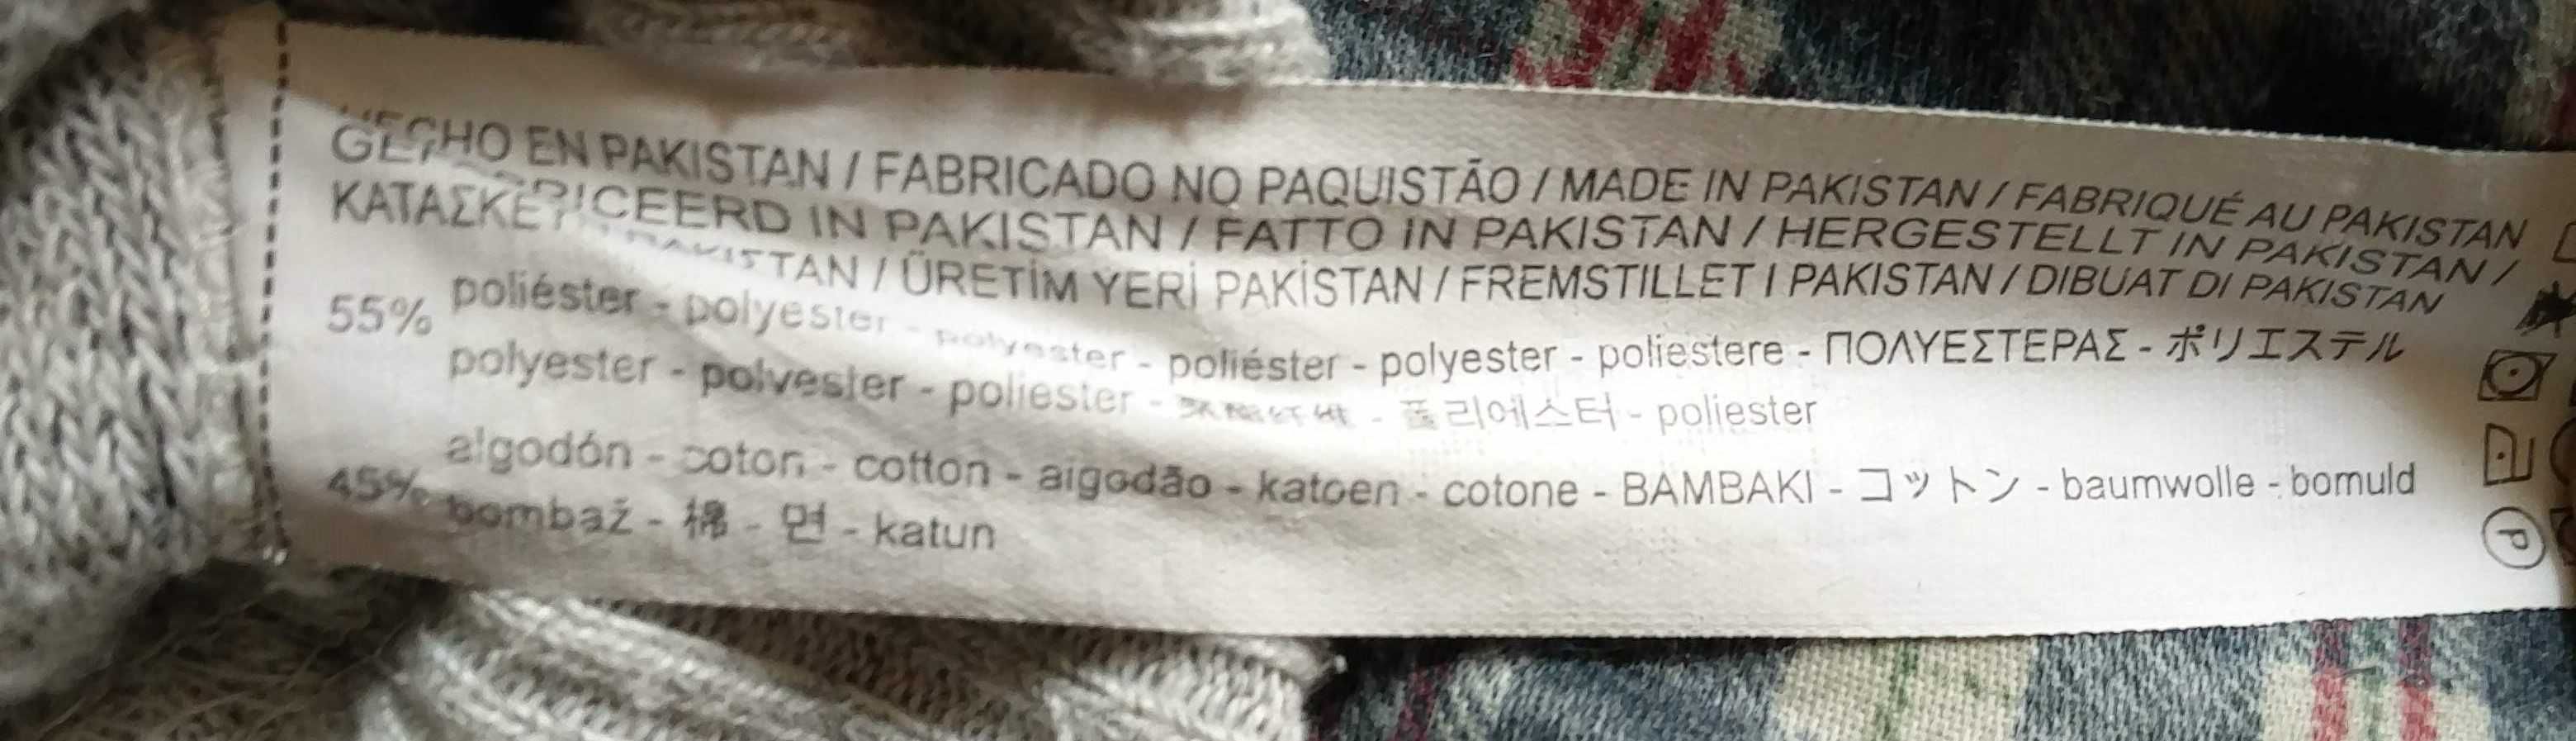 HECHO EN PAKISTAN / FABRICADO NO PAQUISTÃO / MADE IN PAKISTAN / FABRIQUÉ AU PAKISTAN
IN PAKISTAN / FATTO IN PAKISTAN / HERGESTELLT IN PAKISTAN /
PAKISTAN / ÜRETİM YERİ PAKİSTAN / FREMSTILLET I PAKISTAN / DIBUAT DI PAKISTAN
55% poliéster - polyester - polyester - poliéster - polyester - poliestere - ΠΟΛΥΕΣΤΕΡΑΣ - ポリエステル
polyester - polyester - poliester - 폴리에스터 - poliester
45% algodón - coton - cotton - algodão - katoen - cotone - BAMBAKI - コットン - baumwolle - bomuld
bombaž - 棉 - 면 - katun
P